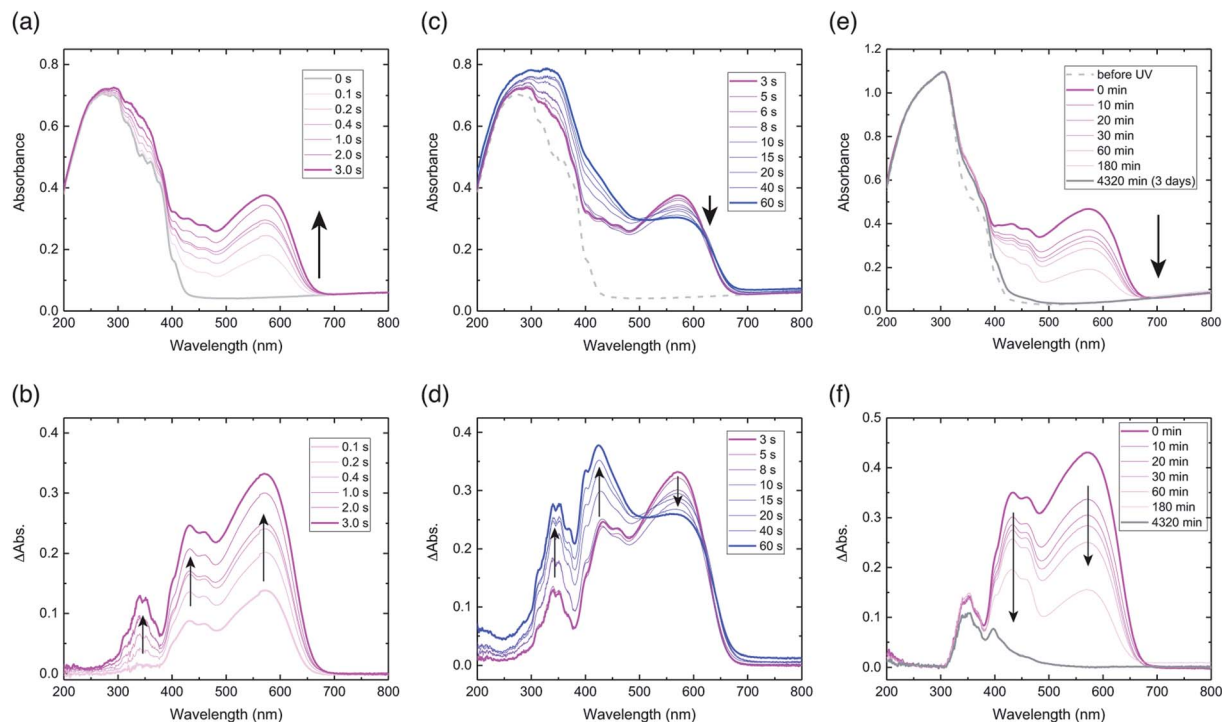 (a)
Absorbance
0.8
0.6
0.4
0.2
0.0
200 300 400 500 600 700 800
Wavelength (nm)
0 s
0.1 s
0.2 s
0.4 s
1.0 s
2.0 s
3.0 s
(c)
Absorbance
0.8
0.6
0.4
0.2
0.0
200 300 400 500 600 700 800
Wavelength (nm)
3 s
5 s
6 s
8 s
10 s
15 s
20 s
40 s
60 s
(e)
Absorbance
1.2
1.0
0.8
0.6
0.4
0.2
0.0
200 300 400 500 600 700 800
Wavelength (nm)
before UV
0 min
10 min
20 min
30 min
60 min
180 min
4320 min (3 days)
(b)
ΔAbs.
0.4
0.3
0.2
0.1
0.0
200 300 400 500 600 700 800
Wavelength (nm)
0.1 s
0.2 s
0.4 s
1.0 s
2.0 s
3.0 s
(d)
ΔAbs.
0.4
0.3
0.2
0.1
0.0
200 300 400 500 600 700 800
Wavelength (nm)
3 s
5 s
8 s
10 s
15 s
20 s
40 s
60 s
(f)
ΔAbs.
0.5
0.4
0.3
0.2
0.1
0.0
200 300 400 500 600 700 800
Wavelength (nm)
0 min
10 min
20 min
30 min
60 min
180 min
4320 min